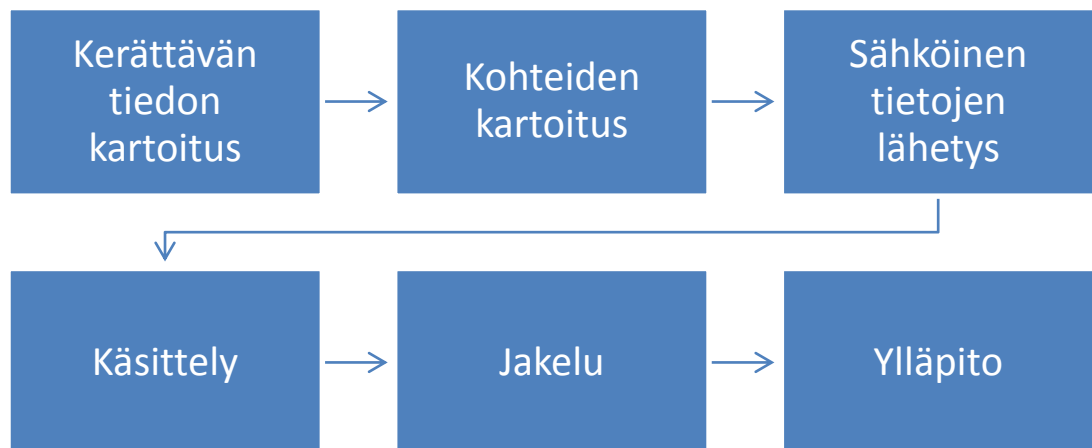 Kerättävän
tiedon
kartoitus
Kohteiden
kartoitus
Sähköinen
tietojen
lähetys
Käsittely
Jakelu
Ylläpito